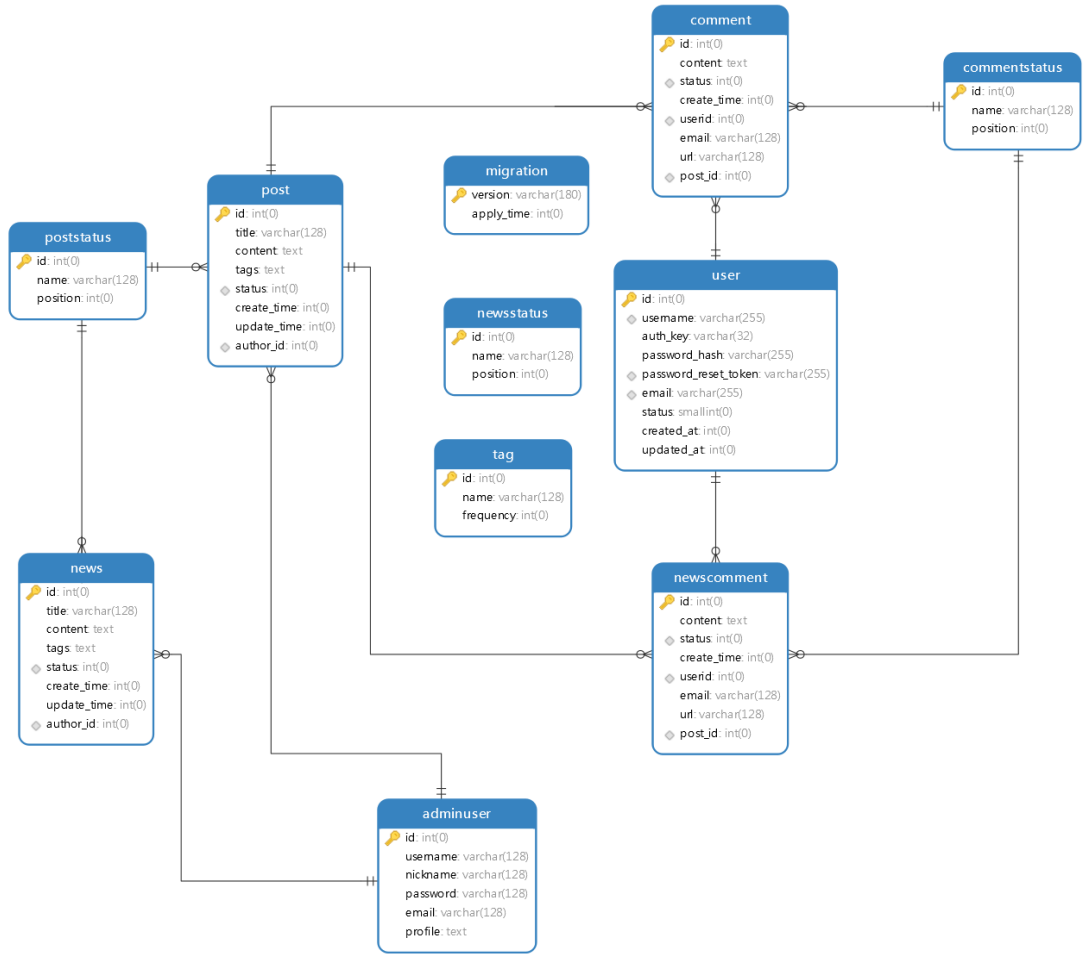 comment
id: int(0)
content: text
status: int(0)
create_time: int(0)
userid: int(0)
email: varchar(128)
url: varchar(128)
post_id: int(0)
commentstatus
id: int(0)
name: varchar(128)
position: int(0)
migration
version: varchar(180)
apply_time: int(0)
post
id: int(0)
title: varchar(128)
content: text
tags: text
status: int(0)
create_time: int(0)
update_time: int(0)
author_id: int(0)
poststatus
id: int(0)
name: varchar(128)
position: int(0)
user
id: int(0)
username: varchar(255)
auth_key: varchar(32)
password_hash: varchar(255)
password_reset_token: varchar(255)
email: varchar(255)
status: smallint(0)
created_at: int(0)
updated_at: int(0)
newsstatus
id: int(0)
name: varchar(128)
position: int(0)
tag
id: int(0)
name: varchar(128)
frequency: int(0)
news
id: int(0)
title: varchar(128)
content: text
tags: text
status: int(0)
create_time: int(0)
update_time: int(0)
author_id: int(0)
newscomment
id: int(0)
content: text
status: int(0)
create_time: int(0)
userid: int(0)
email: varchar(128)
url: varchar(128)
post_id: int(0)
adminuser
id: int(0)
username: varchar(128)
nickname: varchar(128)
password: varchar(128)
email: varchar(128)
profile: text